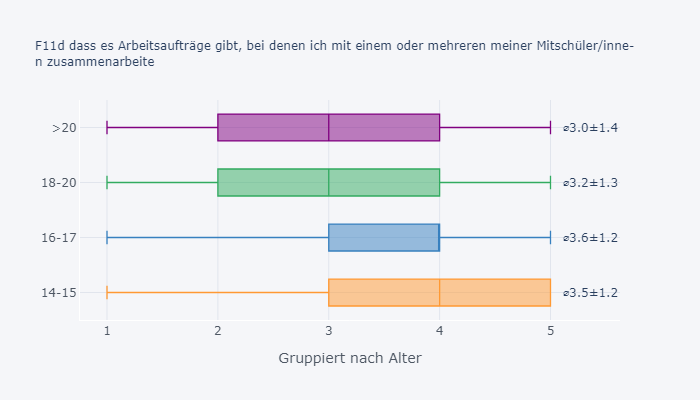 F11d dass es Arbeitsaufträge gibt, bei denen ich mit einem oder mehreren meiner Mitschüler/inne-
n zusammenarbeite
>20 ⌀3.0±1.4
18-20 ⌀3.2±1.3
16-17 ⌀3.6±1.2
14-15 ⌀3.5±1.2
1 2 3 4 5
Gruppiert nach Alter